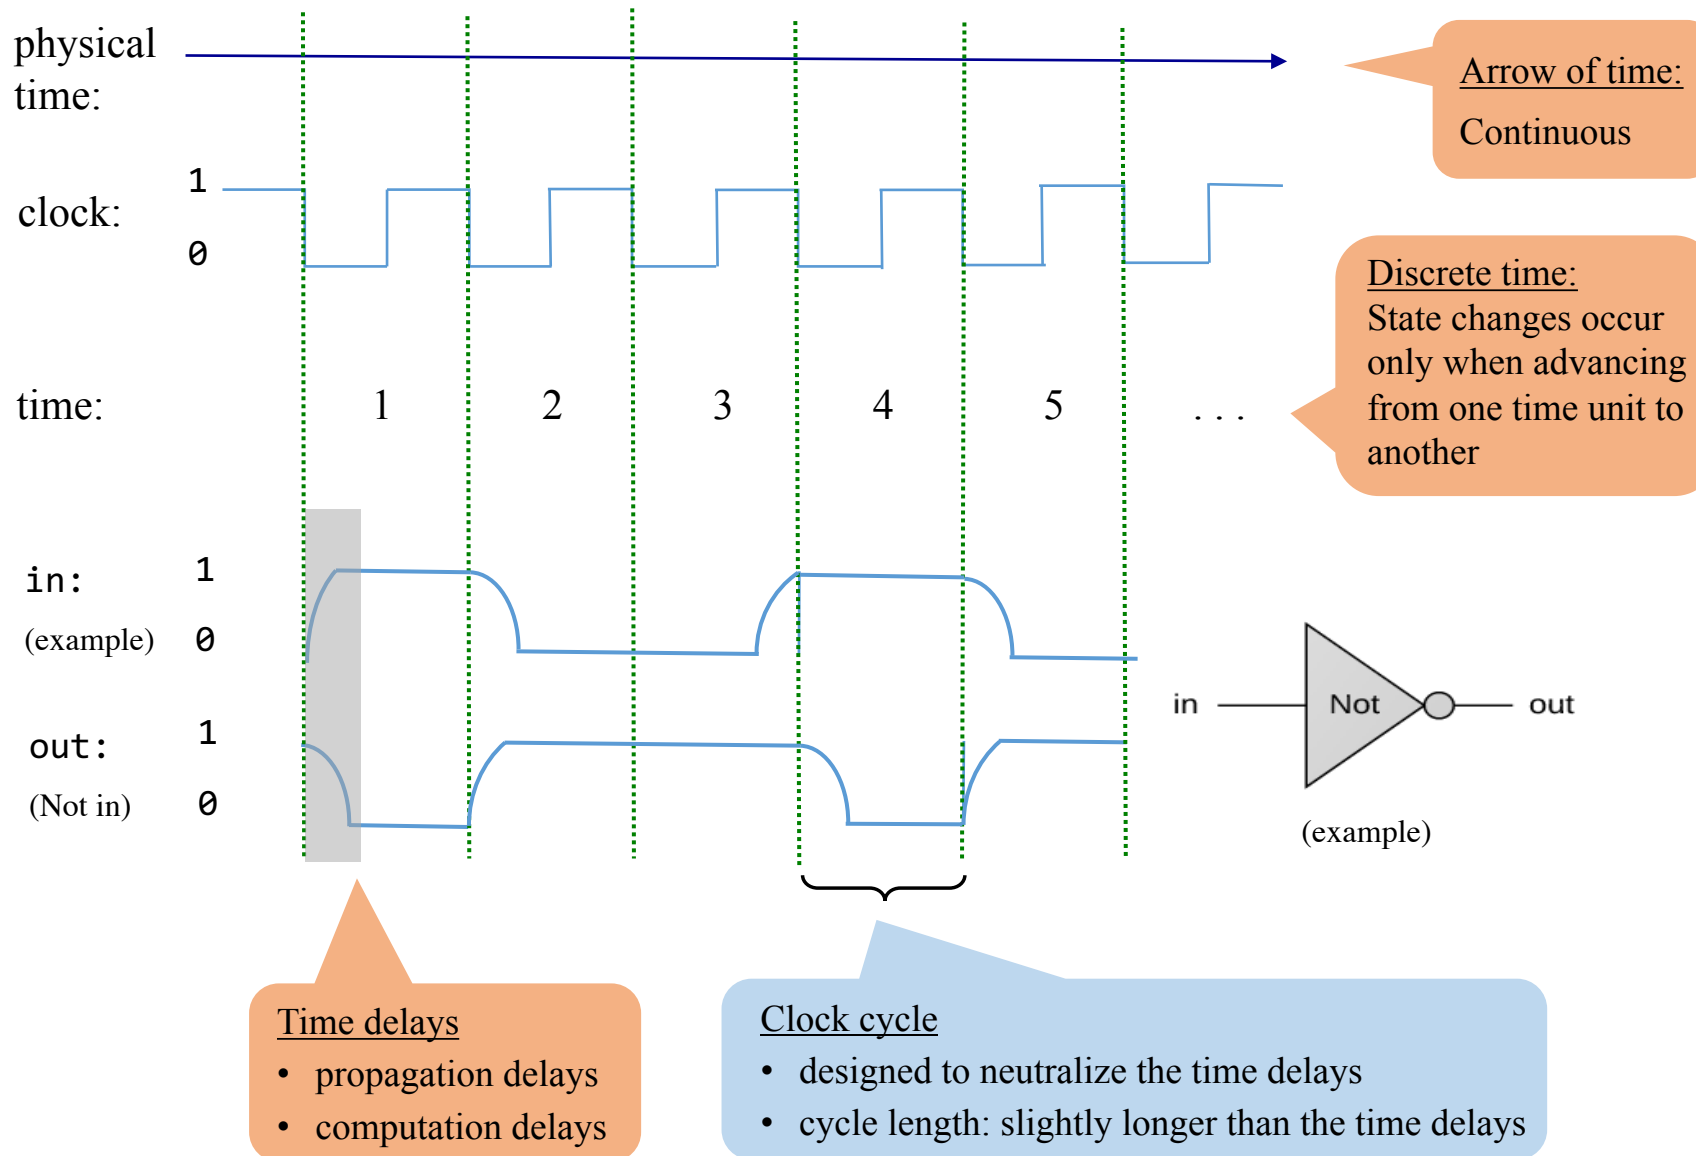 physical
time:
Arrow of time:
Continuous
clock:
1
0
Discrete time:
State changes occur
only when advancing
from one time unit to
another
time:
1 2 3 4 5 . . .
in:
(example)
1
0
out:
(Not in)
1
0
in Not out
(example)
Time delays
• propagation delays
• computation delays
Clock cycle
• designed to neutralize the time delays
• cycle length: slightly longer than the time delays